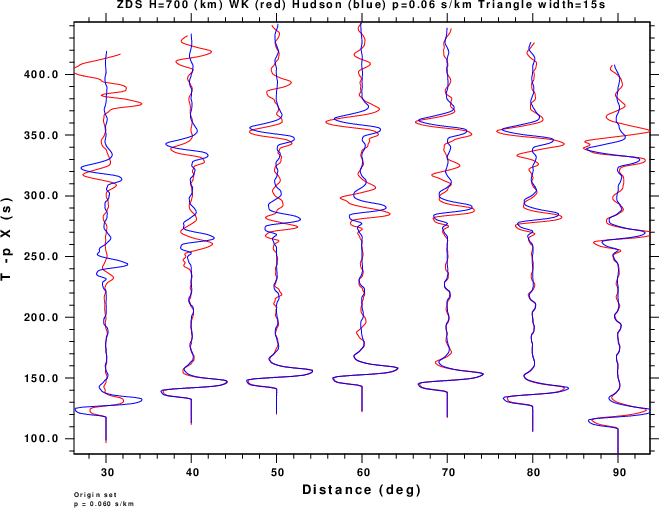 ZDS H=700 (km) WK (red) Hudson (blue) p=0.06 s/km Triangle width=15s
400.0
350.0
300.0
250.0
200.0
150.0
100.0
T -p X (s)
30 40 50 60 70 80 90
Distance (deg)
Origin set
p = 0.060 s/km